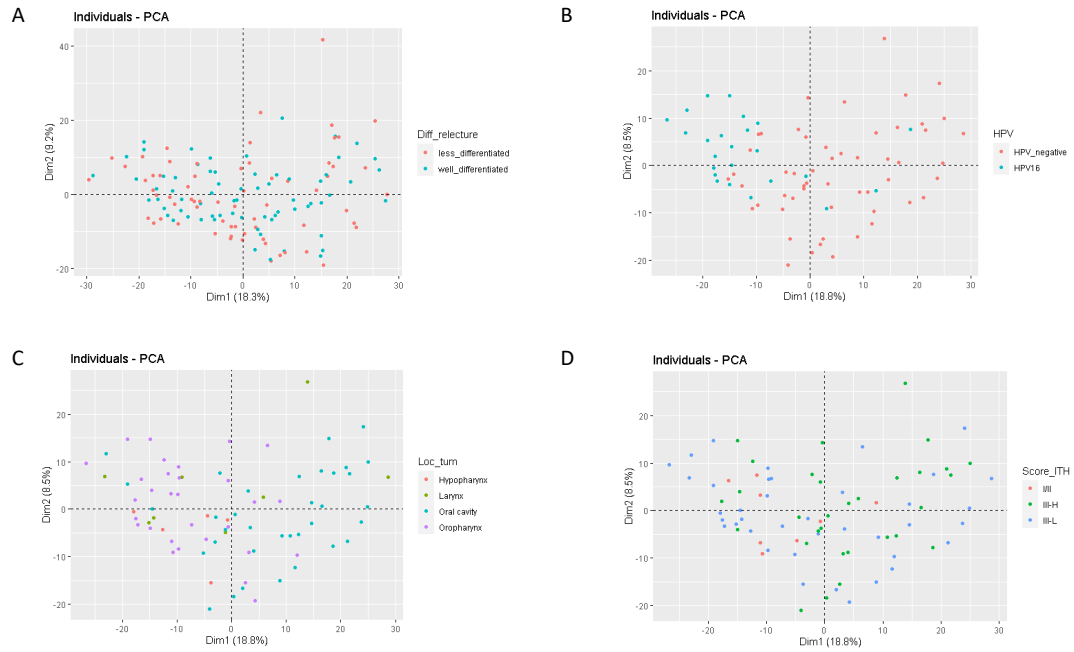 A
Individuals - PCA
40
20
0
-20
Dim2 (9.2%)
-30
-20
-10
0
10
20
30
Dim1 (18.3%)
Diff_relecture
less_differentiated
well_differentiated
B
Individuals - PCA
20
10
0
-10
-20
Dim2 (8.5%)
-20
-10
0
10
20
30
Dim1 (18.8%)
HPV
HPV_negative
HPV16
C
Individuals - PCA
20
10
0
-10
-20
Dim2 (8.5%)
-20
-10
0
10
20
30
Dim1 (18.8%)
Loc_tum
Hypopharynx
Larynx
Oral cavity
Oropharynx
D
Individuals - PCA
20
10
0
-10
-20
Dim2 (8.5%)
-20
-10
0
10
20
30
Dim1 (18.8%)
Score_ITH
I/II
III-H
III-L